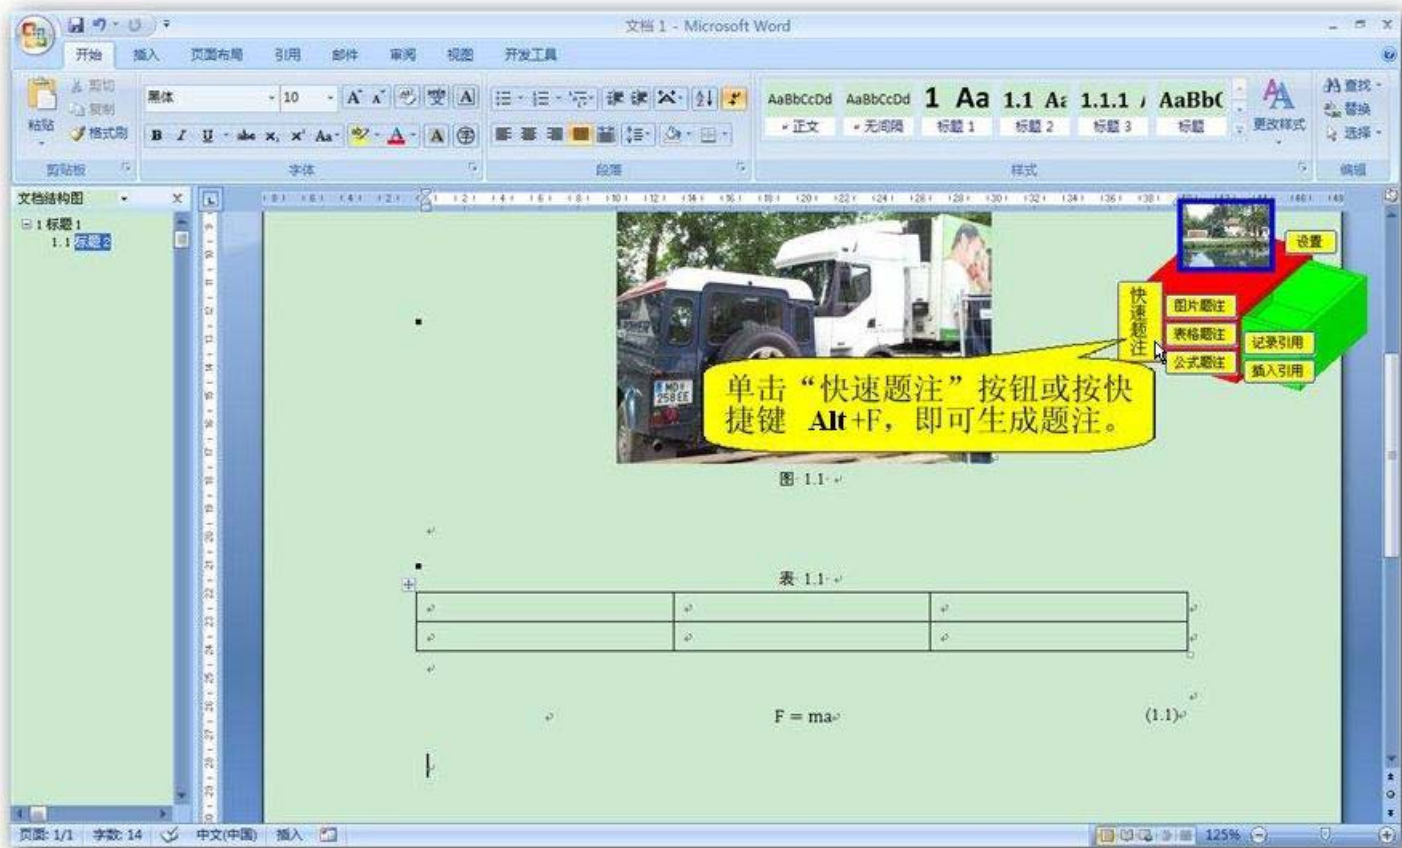 文档 1 - Microsoft Word
开始 插入 页面布局 引用 邮件 审阅 视图 开发工具
剪切
复制
粘贴 格式刷
黑体 10
AaBbCcDd AaBbCcDd 1 Aa 1.1 Aa 1.1.1 AaBb(
正文 无间隔 标题 1 标题 2 标题 3 标题
更改样式
查找
替换
选择
剪贴板 字体 段落 样式 编辑
文档结构图
1 标题 1
1.1 标题 2
设置
快速题注
图片题注
表格题注
公式题注
记录引用
插入引用
单击“快速题注”按钮或按快
捷键 Alt+F，即可生成题注。
图 1.1
表 1.1
F = ma (1.1)
页面: 1/1 字数: 14 中文(中国) 插入 125%